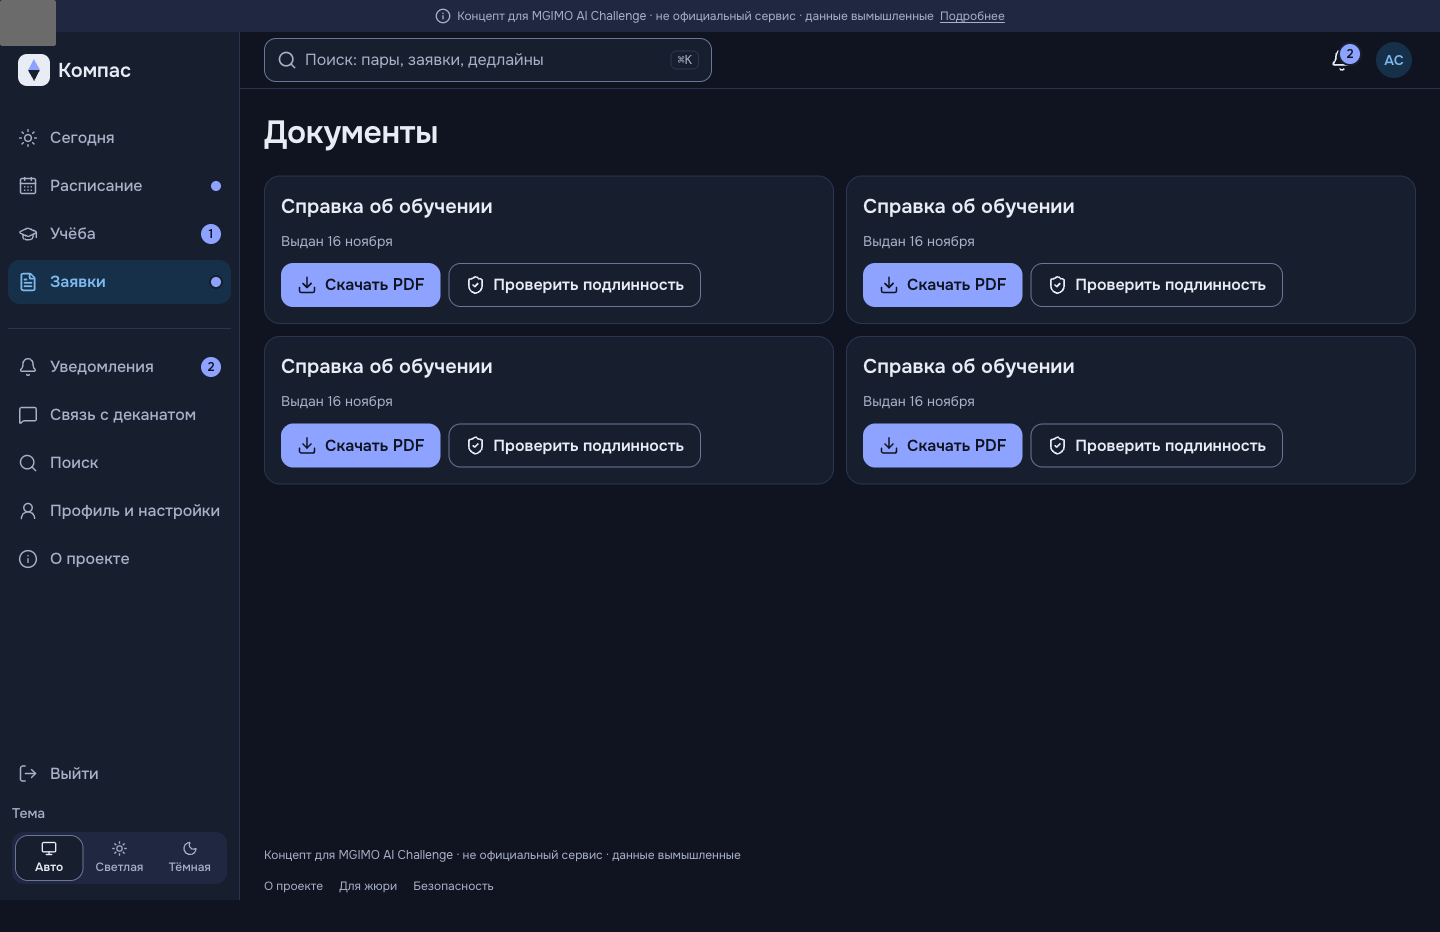 Концепт для MGIMO AI Challenge · не официальный сервис · данные вымышленные Подробнее
Компас
Поиск: пары, заявки, дедлайны
⌘K
2
АС
Сегодня
Расписание
Учёба
1
Заявки
Уведомления
2
Связь с деканатом
Поиск
Профиль и настройки
О проекте
Выйти
Тема
Авто
Светлая
Тёмная
Документы
Справка об обучении
Выдан 16 ноября
Скачать PDF
Проверить подлинность
Справка об обучении
Выдан 16 ноября
Скачать PDF
Проверить подлинность
Справка об обучении
Выдан 16 ноября
Скачать PDF
Проверить подлинность
Справка об обучении
Выдан 16 ноября
Скачать PDF
Проверить подлинность
Концепт для MGIMO AI Challenge · не официальный сервис · данные вымышленные
О проекте
Для жюри
Безопасность